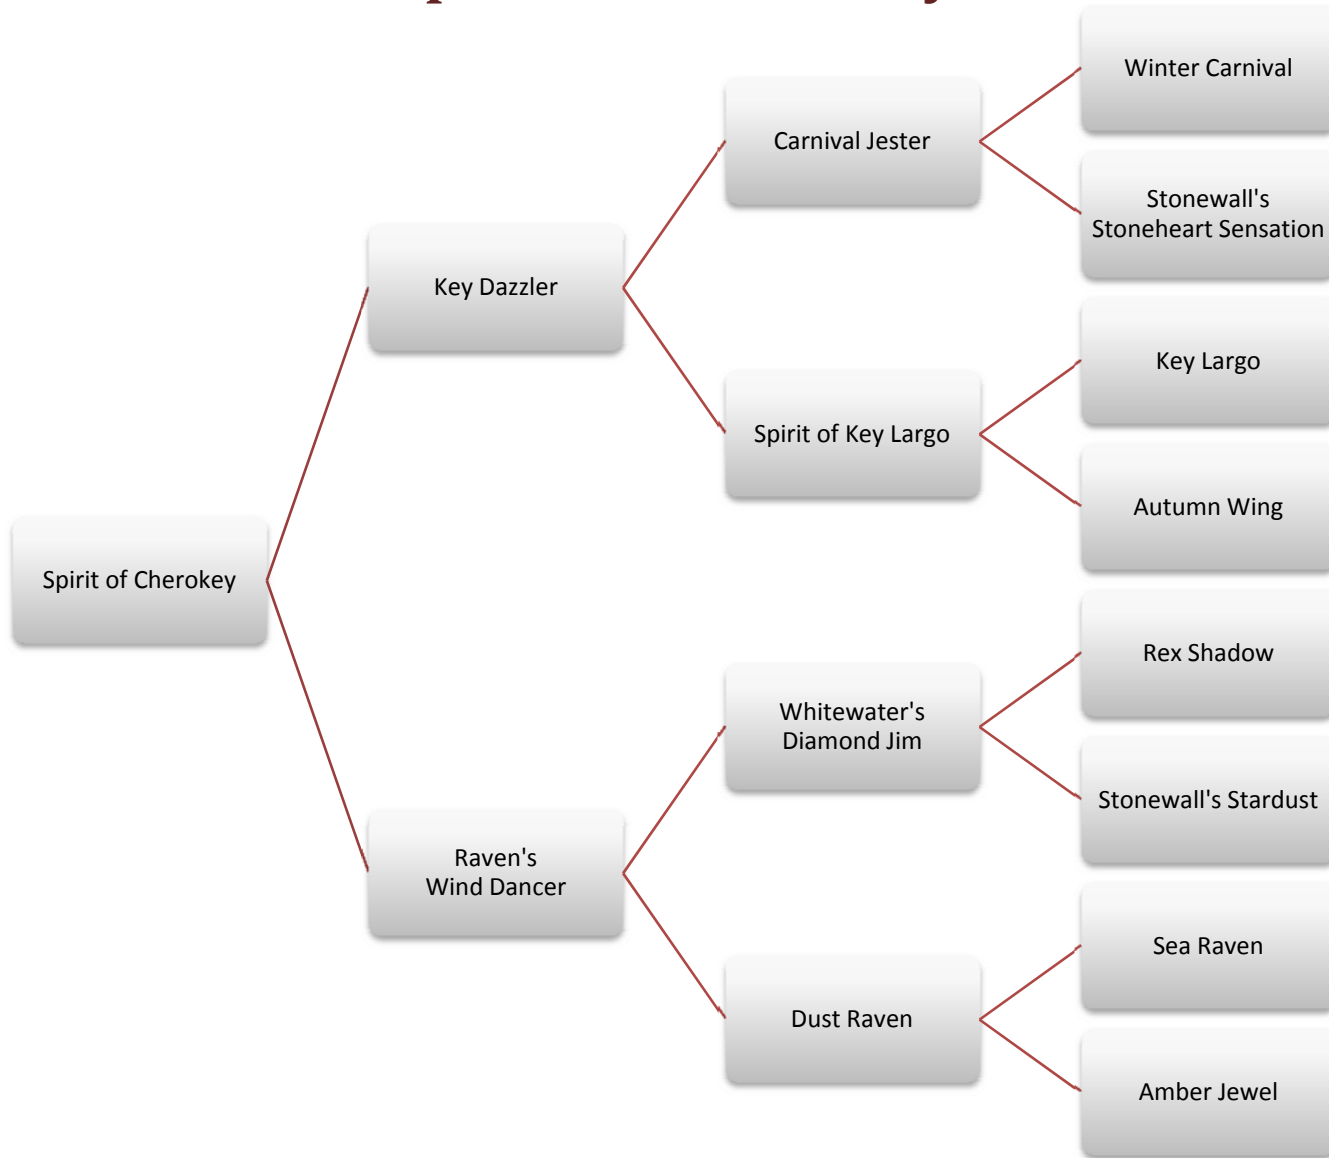 Winter Carnival
Carnival Jester
Stonewall's
Stoneheart Sensation
Key Dazzler
Key Largo
Spirit of Key Largo
Autumn Wing
Spirit of Cherokey
Rex Shadow
Whitewater's
Diamond Jim
Stonewall's Stardust
Raven's
Wind Dancer
Sea Raven
Dust Raven
Amber Jewel